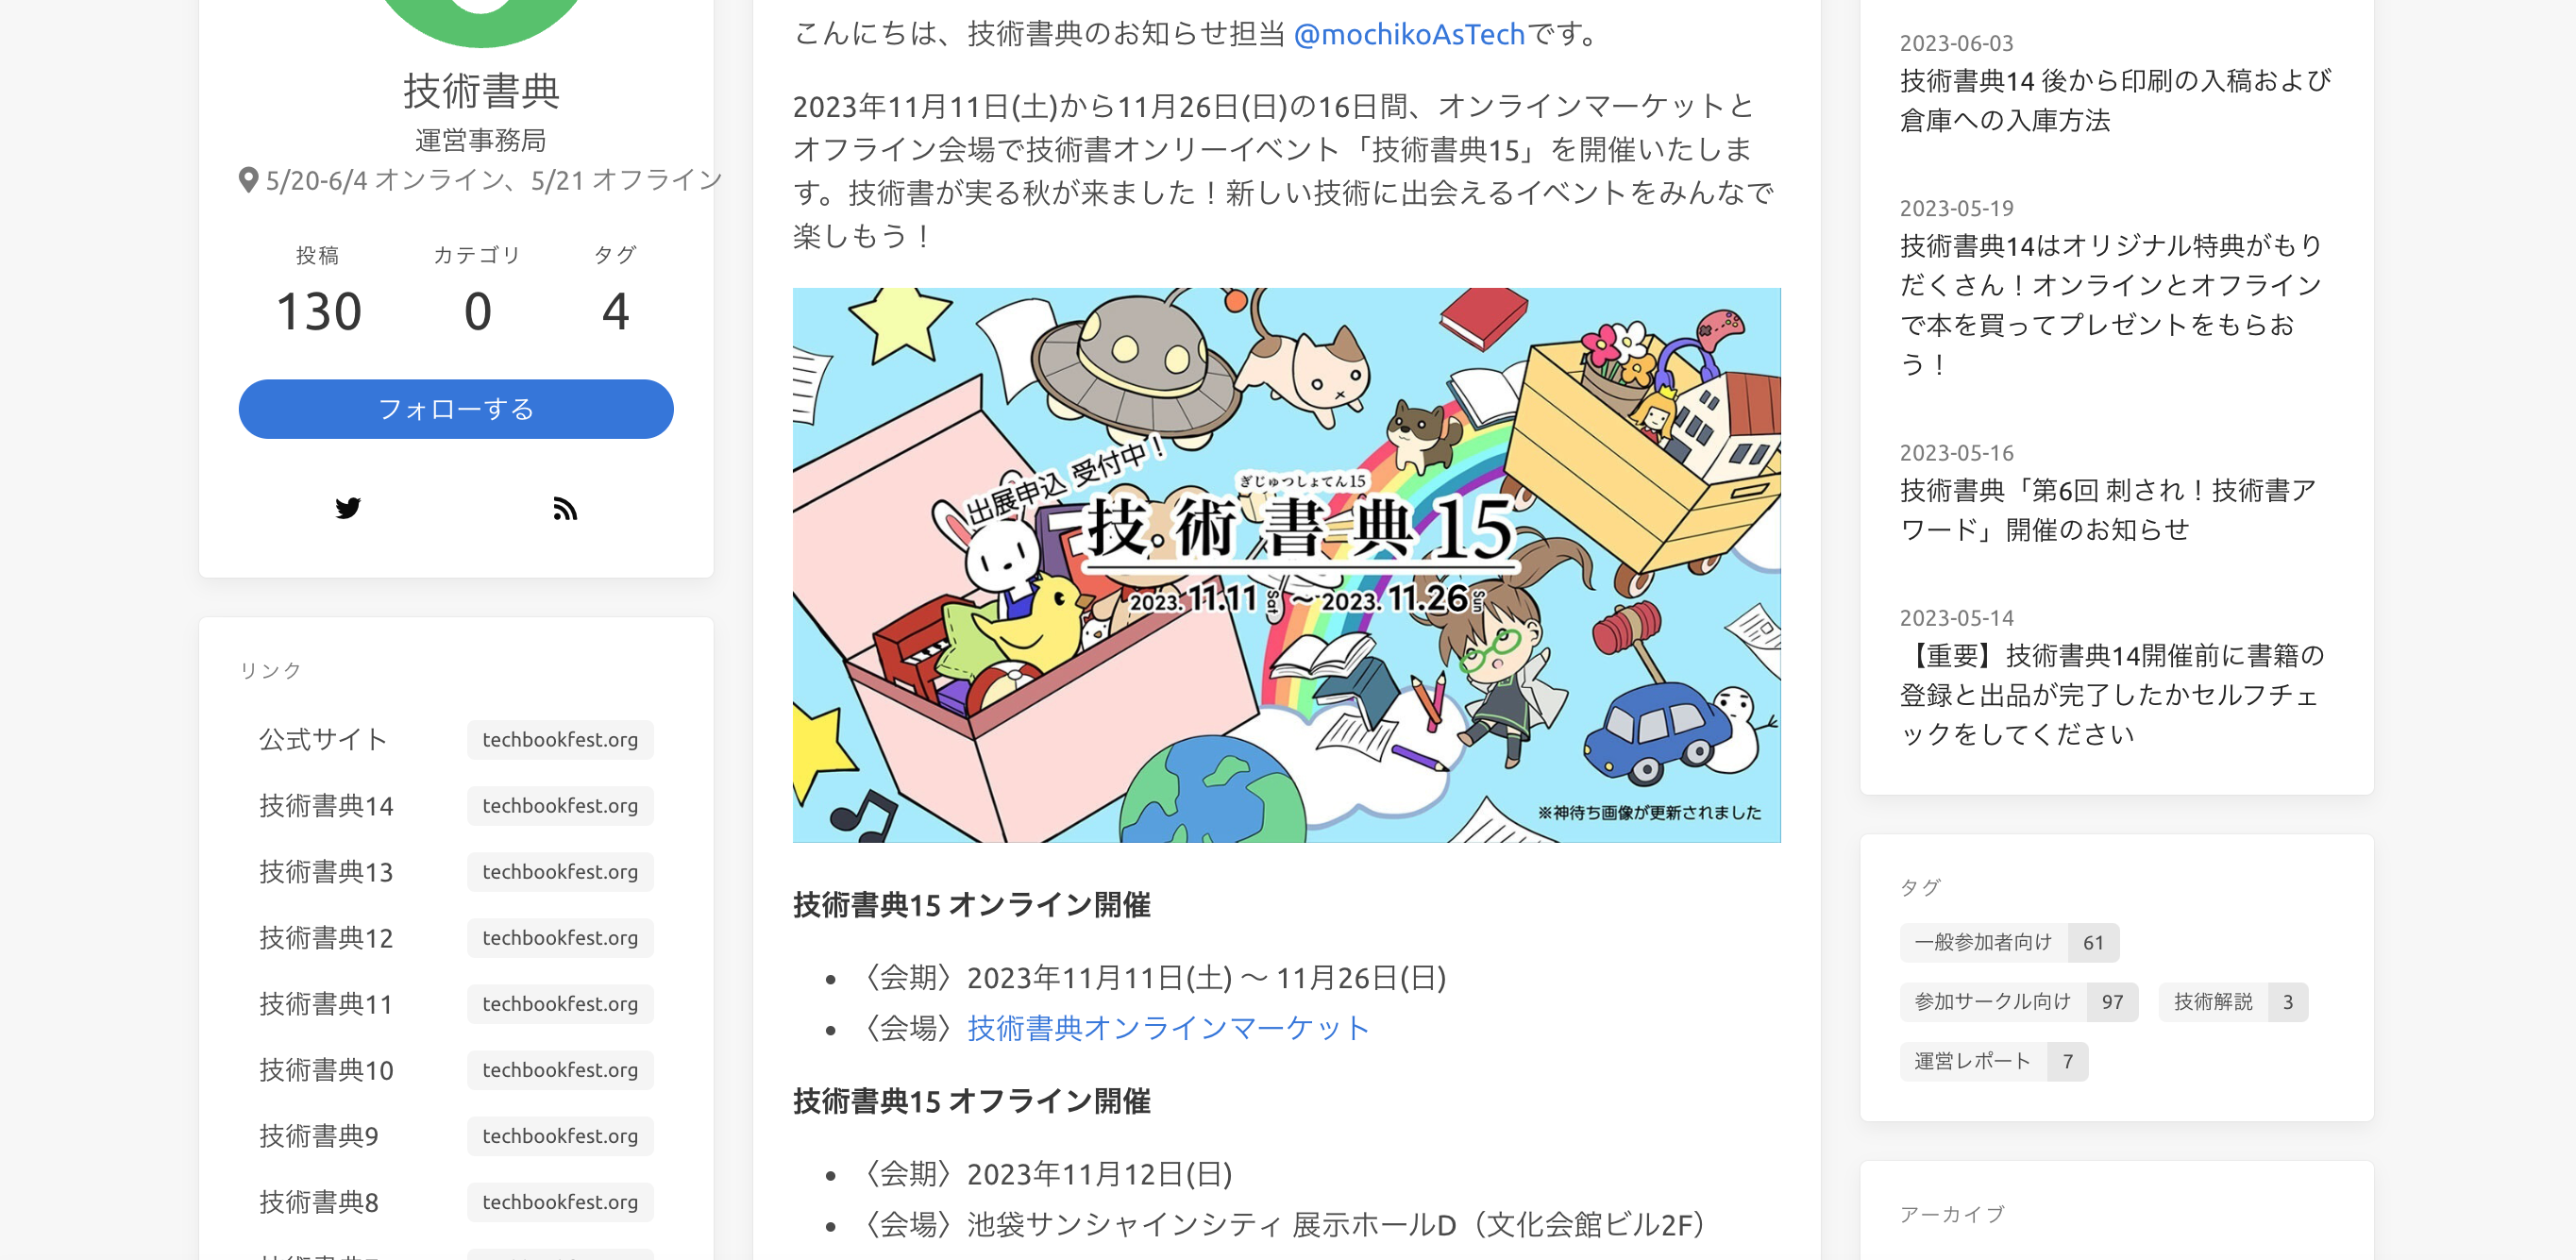 技術書典
運営事務局
5/20-6/4 オンライン、5/21 オフライン
投稿
カテゴリ
タグ
130
0
4
フォローする
リンク
公式サイト techbookfest.org
技術書典14 techbookfest.org
技術書典13 techbookfest.org
技術書典12 techbookfest.org
技術書典11 techbookfest.org
技術書典10 techbookfest.org
技術書典9 techbookfest.org
技術書典8 techbookfest.org
こんにちは、技術書典のお知らせ担当 @mochikoAsTechです。
2023年11月11日(土)から11月26日(日)の16日間、オンラインマーケットと
オフライン会場で技術書オンリーイベント「技術書典15」を開催いたしま
す。技術書が実る秋が来ました！新しい技術に出会えるイベントをみんなで
楽しもう！
出展申込 受付中！
ぎじゅつしょてん15
技術書典15
2023.11.11 Sat 〜 2023.11.26 Sun
※神待ち画像が更新されました
技術書典15 オンライン開催
• 〈会期〉2023年11月11日(土) 〜 11月26日(日)
• 〈会場〉技術書典オンラインマーケット
技術書典15 オフライン開催
• 〈会期〉2023年11月12日(日)
• 〈会場〉池袋サンシャインシティ 展示ホールD（文化会館ビル2F）
2023-06-03
技術書典14 後から印刷の入稿および
倉庫への入庫方法
2023-05-19
技術書典14はオリジナル特典がもり
だくさん！オンラインとオフライン
で本を買ってプレゼントをもらお
う！
2023-05-16
技術書典「第6回 刺され！技術書ア
ワード」開催のお知らせ
2023-05-14
【重要】技術書典14開催前に書籍の
登録と出品が完了したかセルフチェ
ックをしてください
タグ
一般参加者向け 61
参加サークル向け 97 技術解説 3
運営レポート 7
アーカイブ